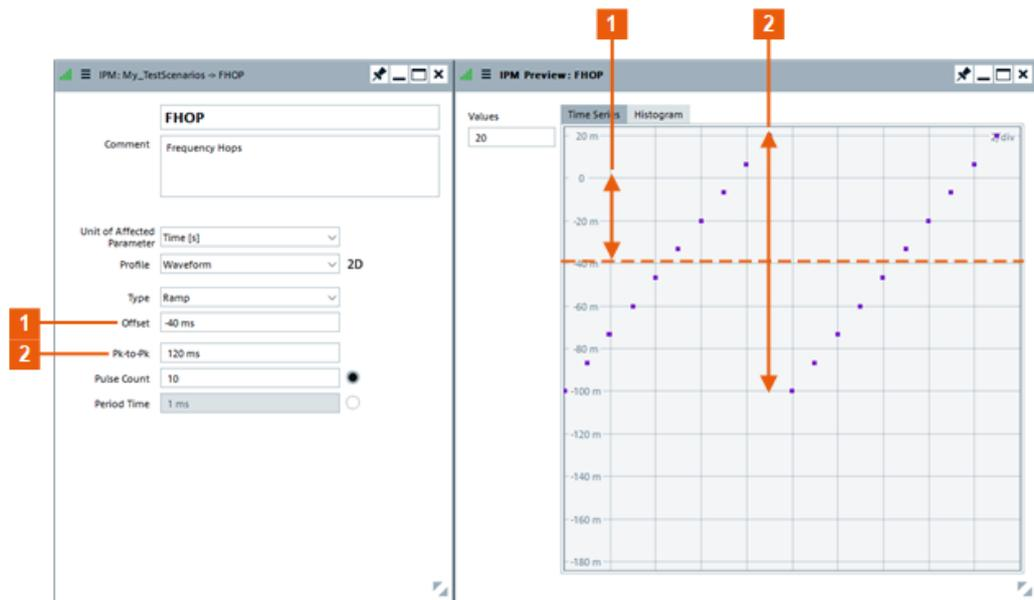 1
2
IPM: My_TestScenarios -> FHOP
IPM Preview: FHOP
FHOP
Comment
Frequency Hops
Unit of Affected
Parameter
Time [s]
Profile
Waveform
2D
Type
Ramp
1
Offset
-40 ms
2
Pk-to-Pk
120 ms
Pulse Count
10
Period Time
1 ms
Values
20
Time Series
Histogram
20 m
0
-20 m
-40 m
-60 m
-80 m
-100 m
-120 m
-140 m
-160 m
-180 m
2/div